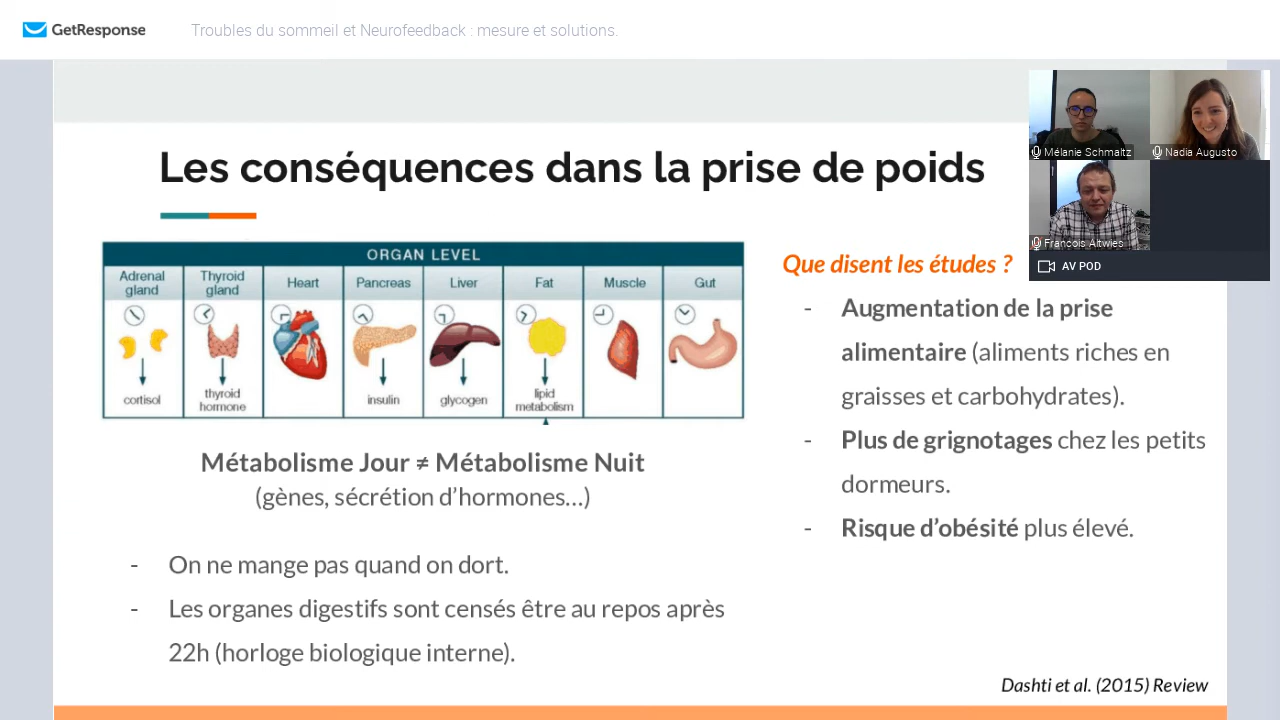 GetResponse
Troubles du sommeil et Neurofeedback : mesure et solutions.
Les conséquences dans la prise de poids
Mélanie Schmaltz
Nadia Augusto
Francois Altwies
AV POD
ORGAN LEVEL
Adrenal gland
Thyroid gland
Heart
Pancreas
Liver
Fat
Muscle
Gut
cortisol
thyroid hormone
insulin
glycogen
lipid metabolism
Métabolisme Jour ≠ Métabolisme Nuit
(gènes, sécrétion d'hormones...)
- On ne mange pas quand on dort.
- Les organes digestifs sont censés être au repos après
22h (horloge biologique interne).
Que disent les études ?
- Augmentation de la prise
alimentaire (aliments riches en
graisses et carbohydrates).
- Plus de grignotages chez les petits
dormeurs.
- Risque d'obésité plus élevé.
Dashti et al. (2015) Review